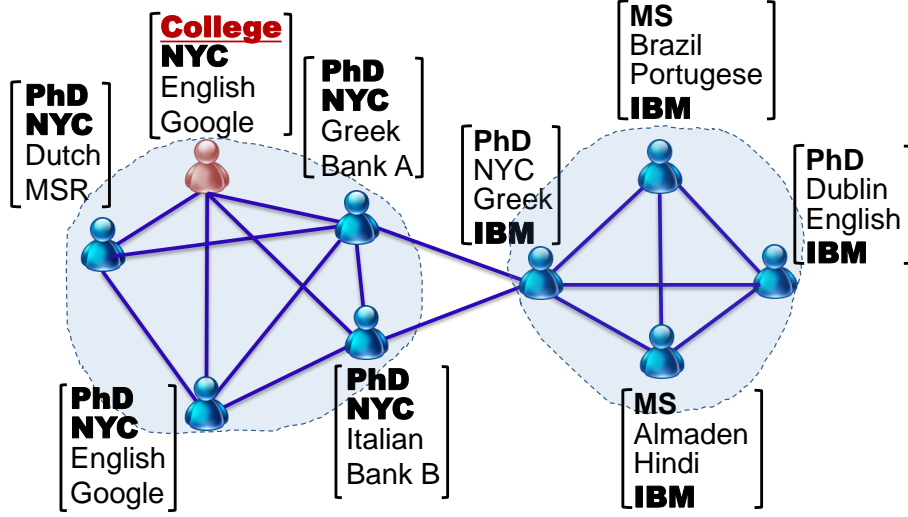 College
NYC
English
Google
PhD
NYC
Greek
Bank A
MS
Brazil
Portugese
IBM
PhD
NYC
Dutch
MSR
PhD
NYC
Greek
IBM
PhD
Dublin
English
IBM
PhD
NYC
English
Google
PhD
NYC
Italian
Bank B
MS
Almaden
Hindi
IBM